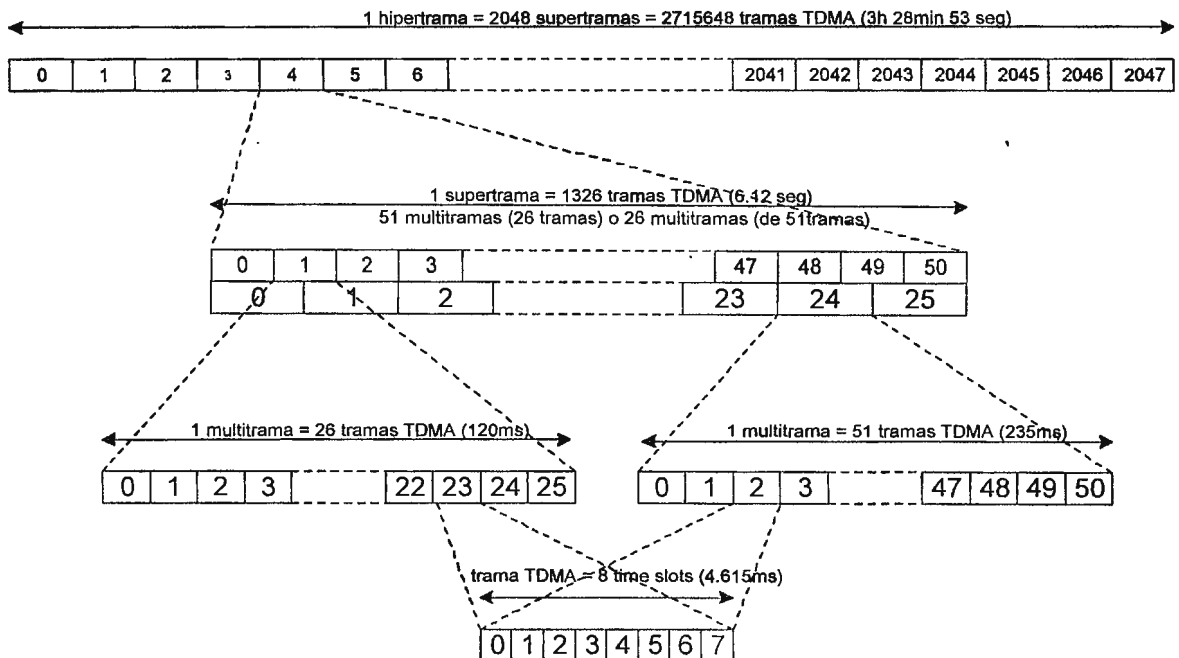 1 hipertrama = 2048 supertramas = 2715648 tramas TDMA (3h 28min 53 seg)
0 1 2 3 4 5 6 2041 2042 2043 2044 2045 2046 2047
1 supertrama = 1326 tramas TDMA (6.12 seg)
51 multitramas (26 tramas) o 26 multitramas (de 51tramas)
0 1 2 3 47 48 49 50
0 1 2 23 24 25
1 multitrama = 26 tramas TDMA (120ms)
1 multitrama = 51 tramas TDMA (235ms)
0 1 2 3 22 23 24 25
0 1 2 3 47 48 49 50
trama TDMA = 8 time slots (4.615ms)
0 1 2 3 4 5 6 7